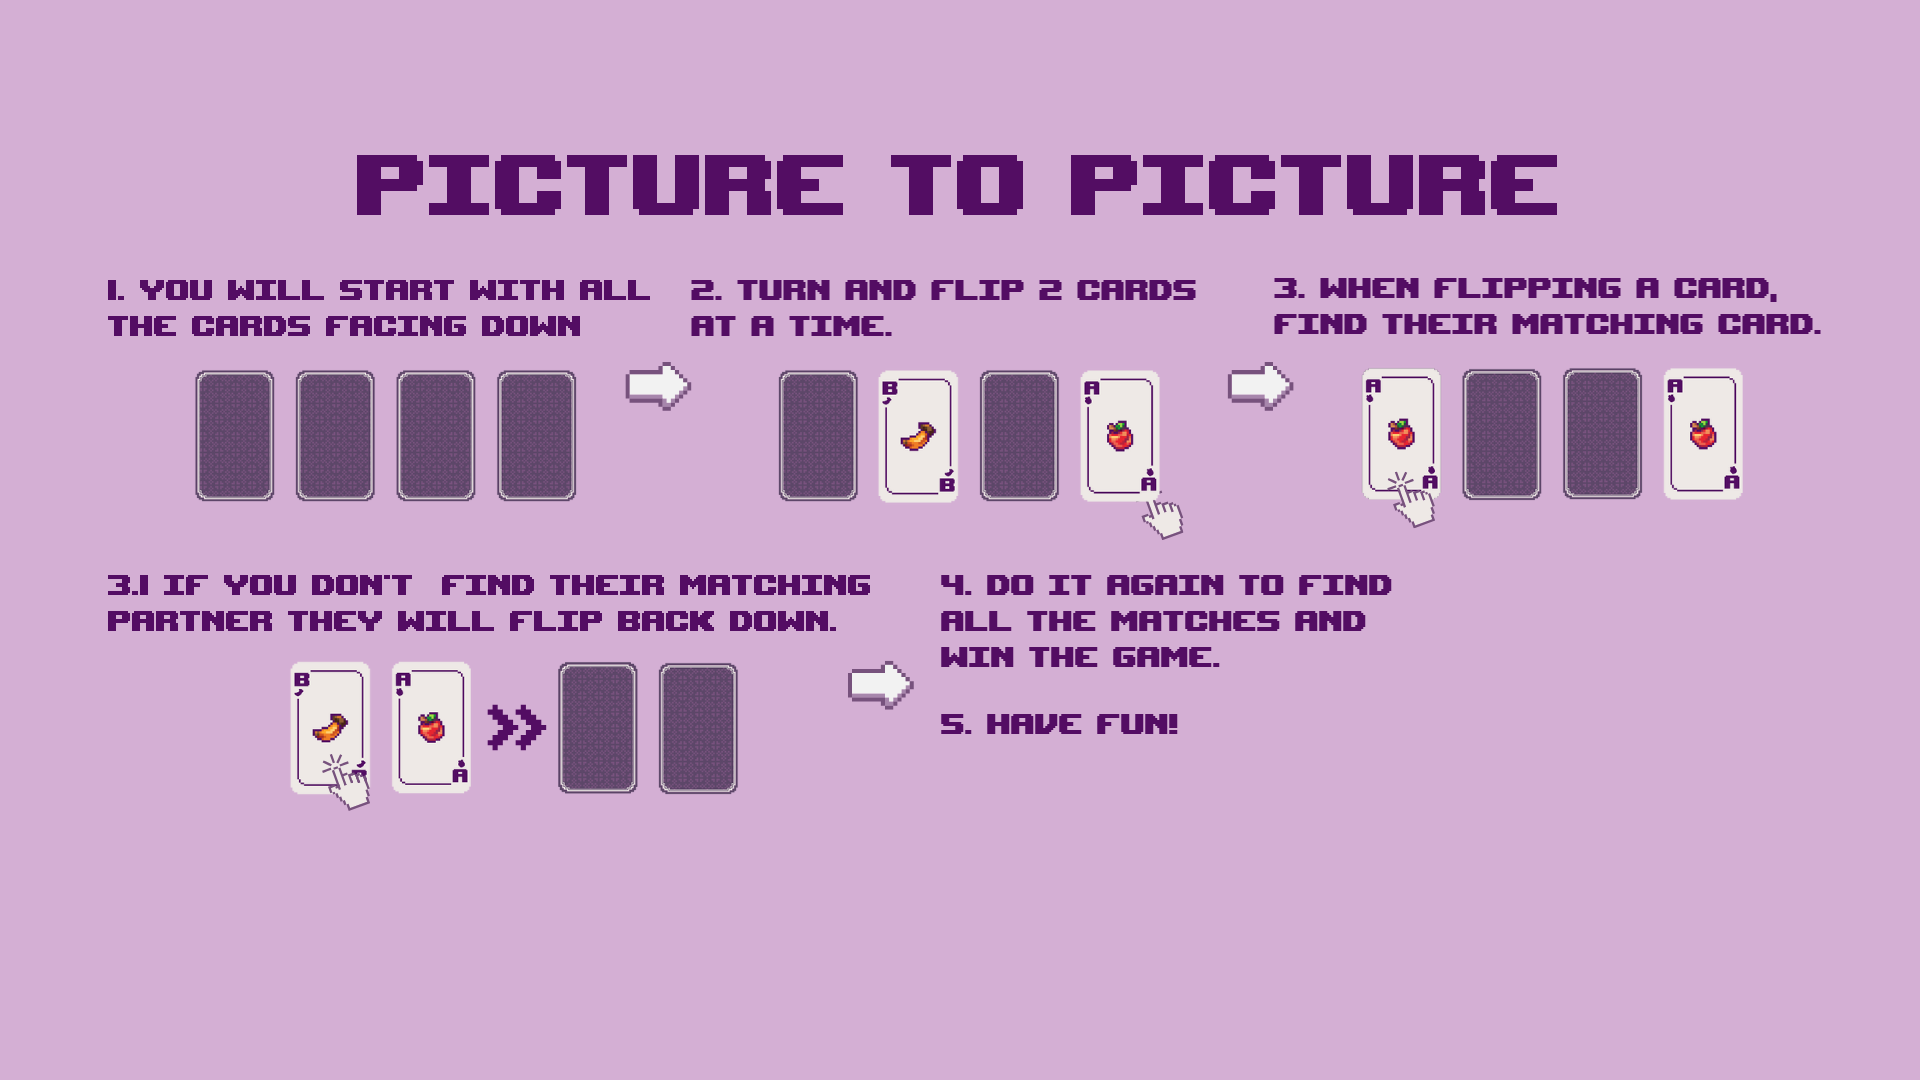 PICTURE TO PICTURE
1. YOU WILL START WITH ALL
THE CARDS FACING DOWN
2. TURN AND FLIP 2 CARDS
AT A TIME.
B
B
A
A
3. WHEN FLIPPING A CARD,
FIND THEIR MATCHING CARD.
A
A
A
A
3.1 IF YOU DON'T  FIND THEIR MATCHING
PARTNER THEY WILL FLIP BACK DOWN.
B
A
A
4. DO IT AGAIN TO FIND
ALL THE MATCHES AND
WIN THE GAME.
5. HAVE FUN!